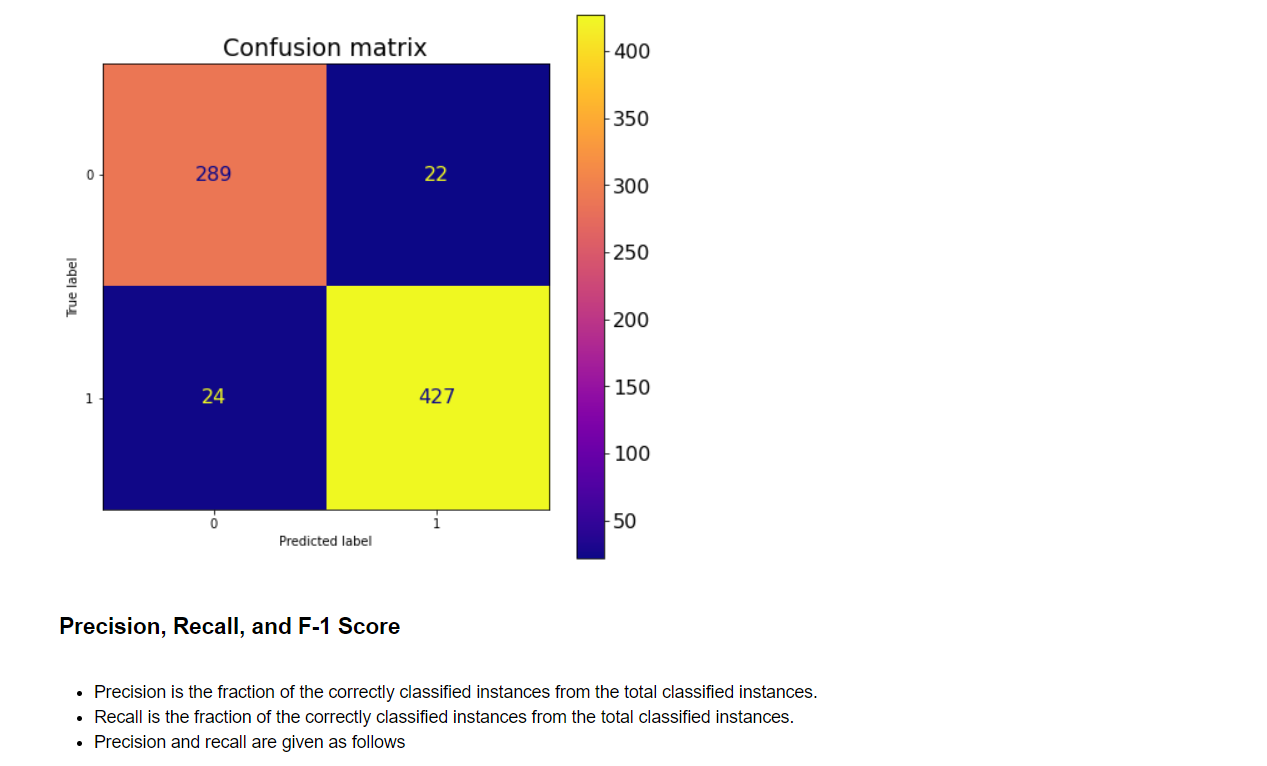 Confusion matrix
400
350
300
250
200
150
100
50
0
289
22
True label
1
24
427
0
1
Predicted label
Precision, Recall, and F-1 Score
• Precision is the fraction of the correctly classified instances from the total classified instances.
• Recall is the fraction of the correctly classified instances from the total classified instances.
• Precision and recall are given as follows